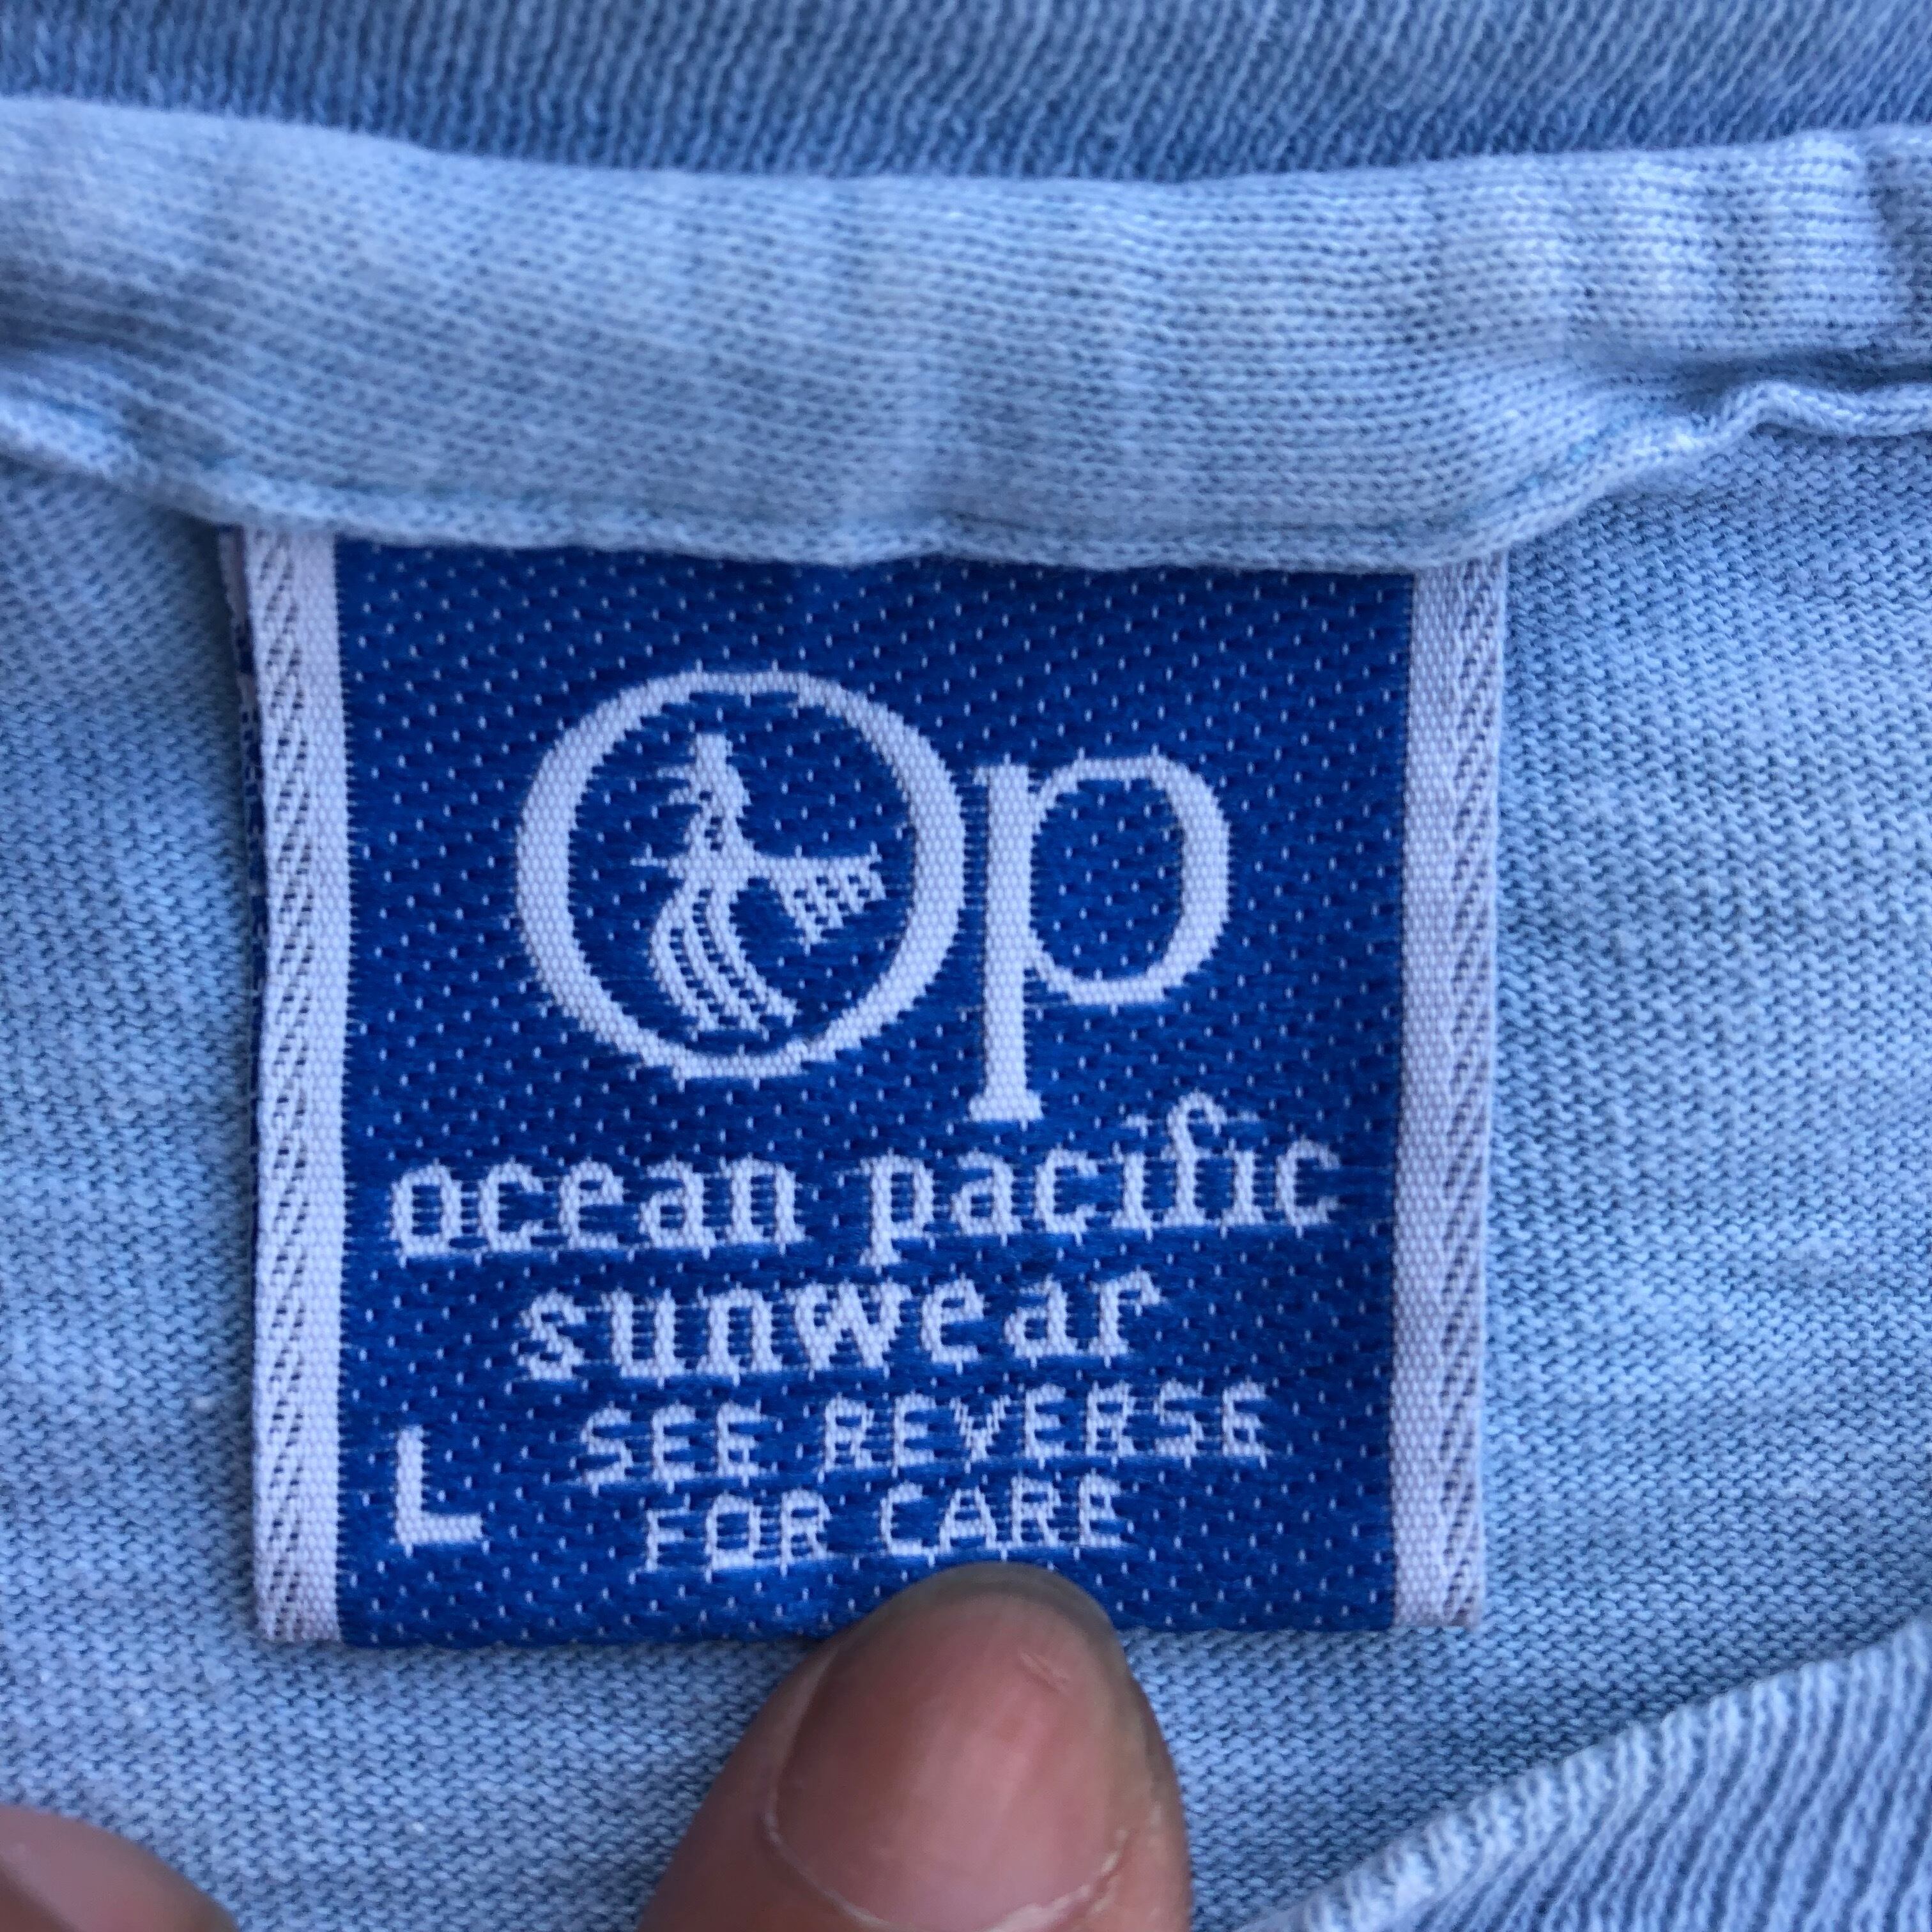 Op
ocean pacific
sunwear
L SEE REVERSE
FOR CARE